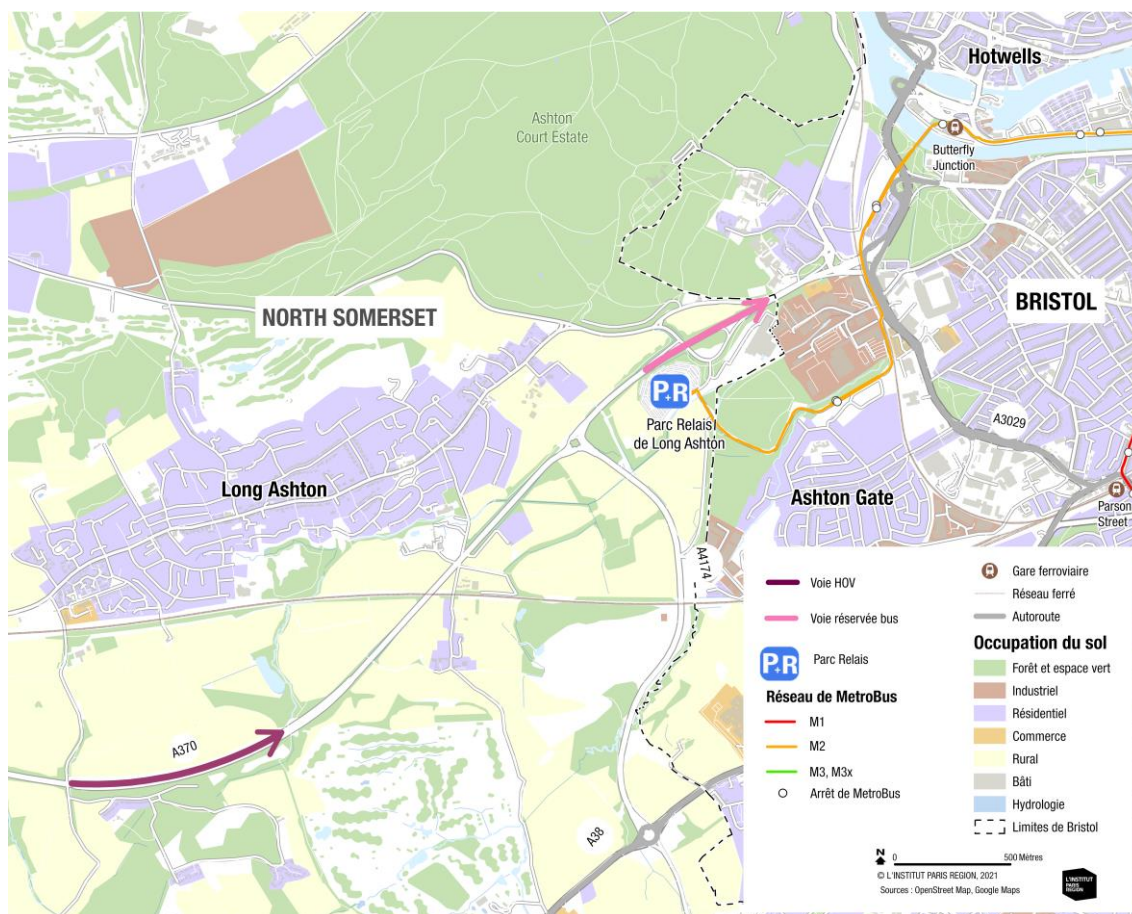 Hotwells
Ashton
Court Estate
Butterfly
Junction
BRISTOL
NORTH SOMERSET
P+R
Parc Relais
de Long Ashton
A3029
Long Ashton
Ashton Gate
Parson
Street
A4174
A370
A38
Voie HOV
Voie réservée bus
P+R
Parc Relais
Réseau de MetroBus
M1
M2
M3, M3x
Arrêt de MetroBus
Gare ferroviaire
Réseau ferré
Autoroute
Occupation du sol
Forêt et espace vert
Industriel
Résidentiel
Commerce
Rural
Bâti
Hydrologie
Limites de Bristol
N
0 500 Mètres
© L'INSTITUT PARIS REGION, 2021
Sources : OpenStreet Map, Google Maps
L'INSTITUT
PARIS
REGION